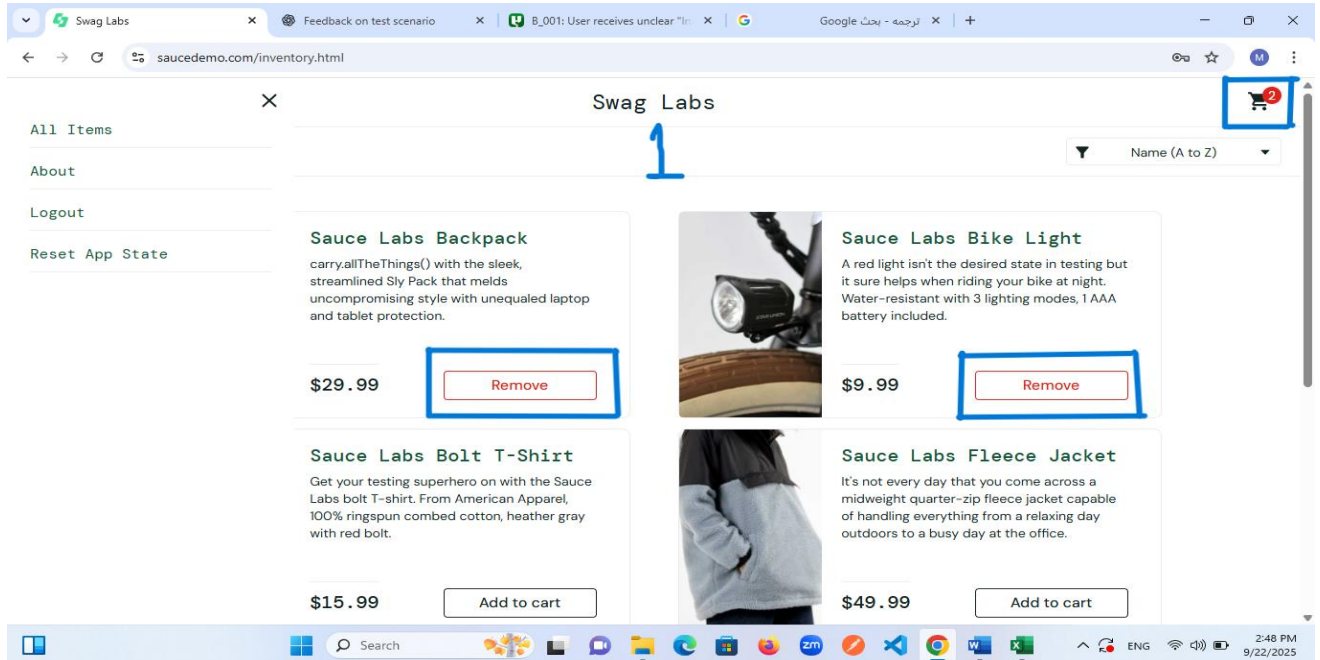 Swag Labs
Feedback on test scenario
B_001: User receives unclear "In
ترجمه - بحث Google
saucedemo.com/inventory.html
M
Swag Labs
2
1
All Items
About
Logout
Reset App State
Name (A to Z)
Sauce Labs Backpack
carry.allTheThings() with the sleek,
streamlined Sly Pack that melds
uncompromising style with unequaled laptop
and tablet protection.
$29.99
Remove
Sauce Labs Bike Light
A red light isn't the desired state in testing but
it sure helps when riding your bike at night.
Water-resistant with 3 lighting modes, 1 AAA
battery included.
$9.99
Remove
Sauce Labs Bolt T-Shirt
Get your testing superhero on with the Sauce
Labs bolt T-shirt. From American Apparel,
100% ringspun combed cotton, heather gray
with red bolt.
$15.99
Add to cart
Sauce Labs Fleece Jacket
It's not every day that you come across a
midweight quarter-zip fleece jacket capable
of handling everything from a relaxing day
outdoors to a busy day at the office.
$49.99
Add to cart
Search
zm
ENG
2:48 PM
9/22/2025